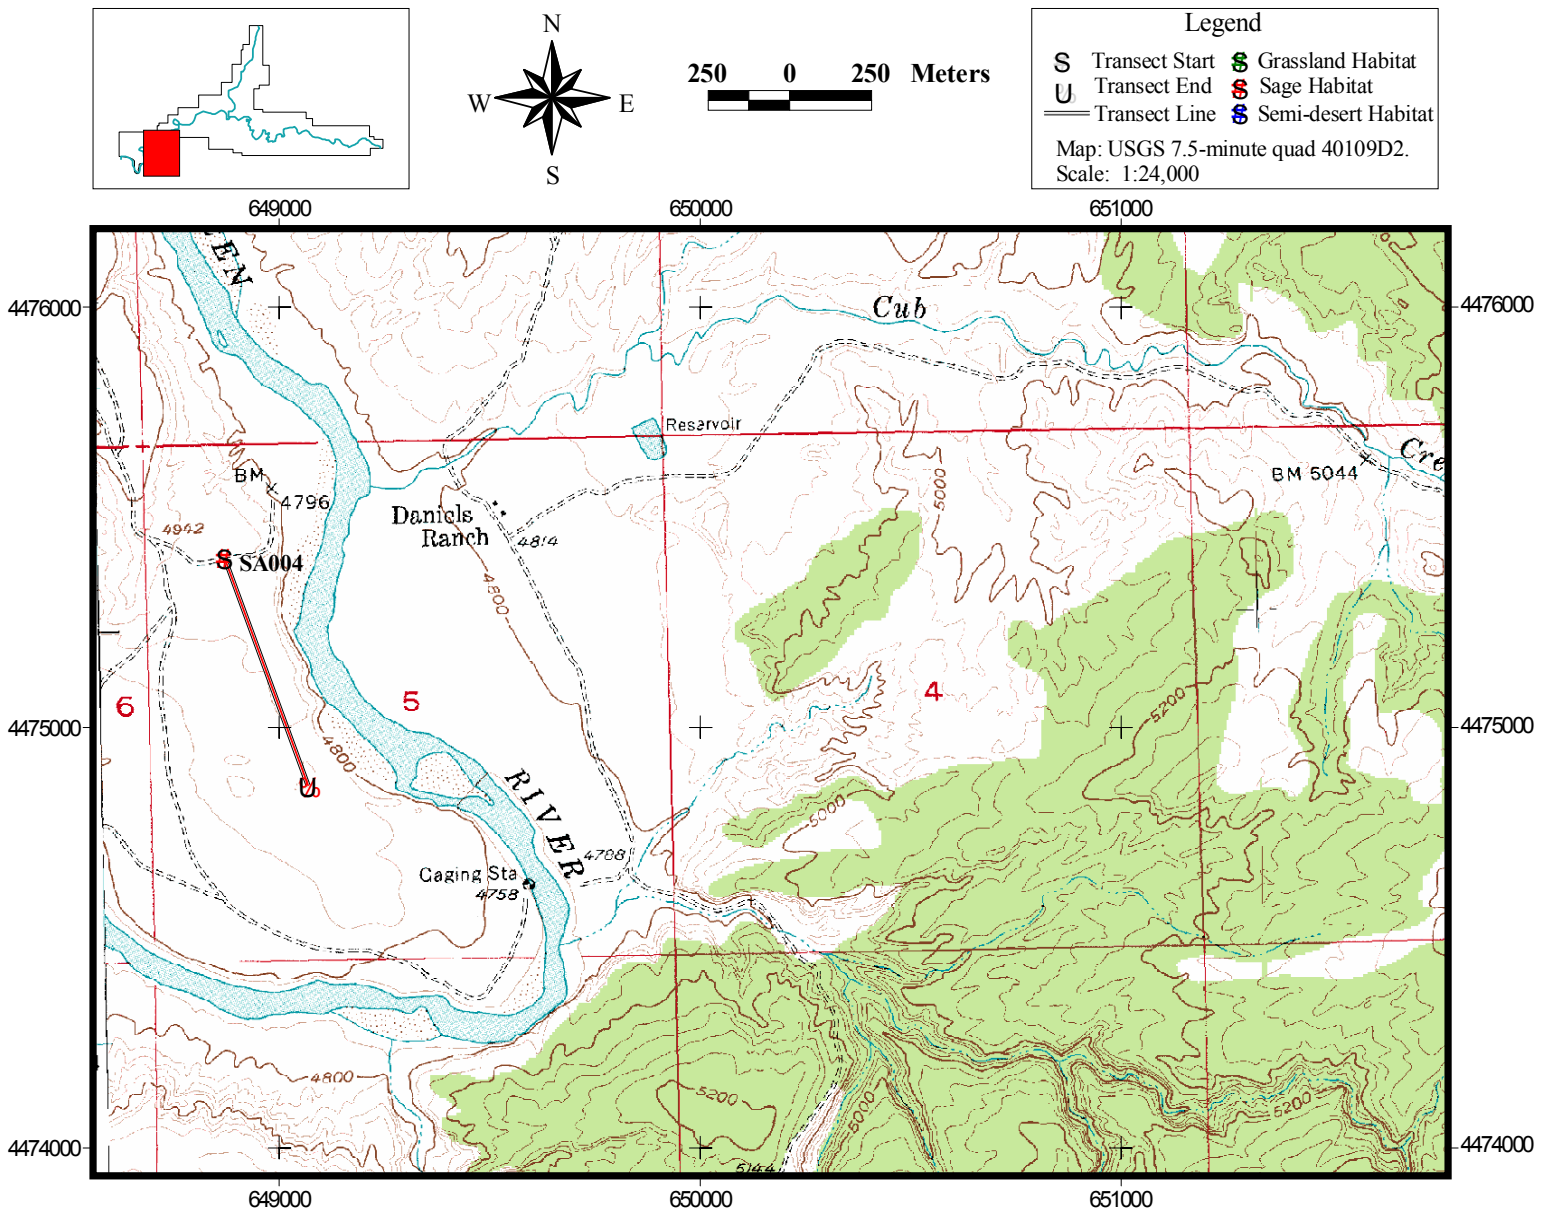 N
W
E
S
250 0 250 Meters
Legend
S Transect Start S Grassland Habitat
U Transect End S Sage Habitat
Transect Line S Semi-desert Habitat
Map: USGS 7.5-minute quad 40109D2.
Scale: 1:24,000
649000 650000 651000
EEN
4476000 4476000
Cub
Reservoir
Cre
BM
4796
BM 5044
5000
Daniels
Ranch
4942
4814
S SA004
4800
6
5
4
5200
4475000 4475000
4800
U
RIVER
5000
4788
Gaging Sta
4758
4800
5200
5000
5200
4474000 4474000
5144
649000 650000 651000